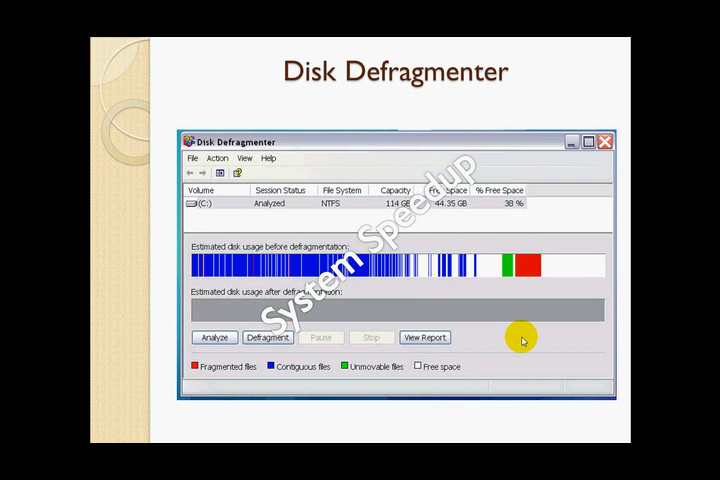 Disk Defragmenter
Disk Defragmenter
File Action View Help
Volume Session Status File System Capacity Free Space % Free Space
(C:) Analyzed NTFS 114 GB 44.35 GB 38 %
Estimated disk usage before defragmentation:
System Speedup
Estimated disk usage after defragmentation:
Analyze Defragment Pause Stop View Report
Fragmented files Contiguous files Unmovable files Free space